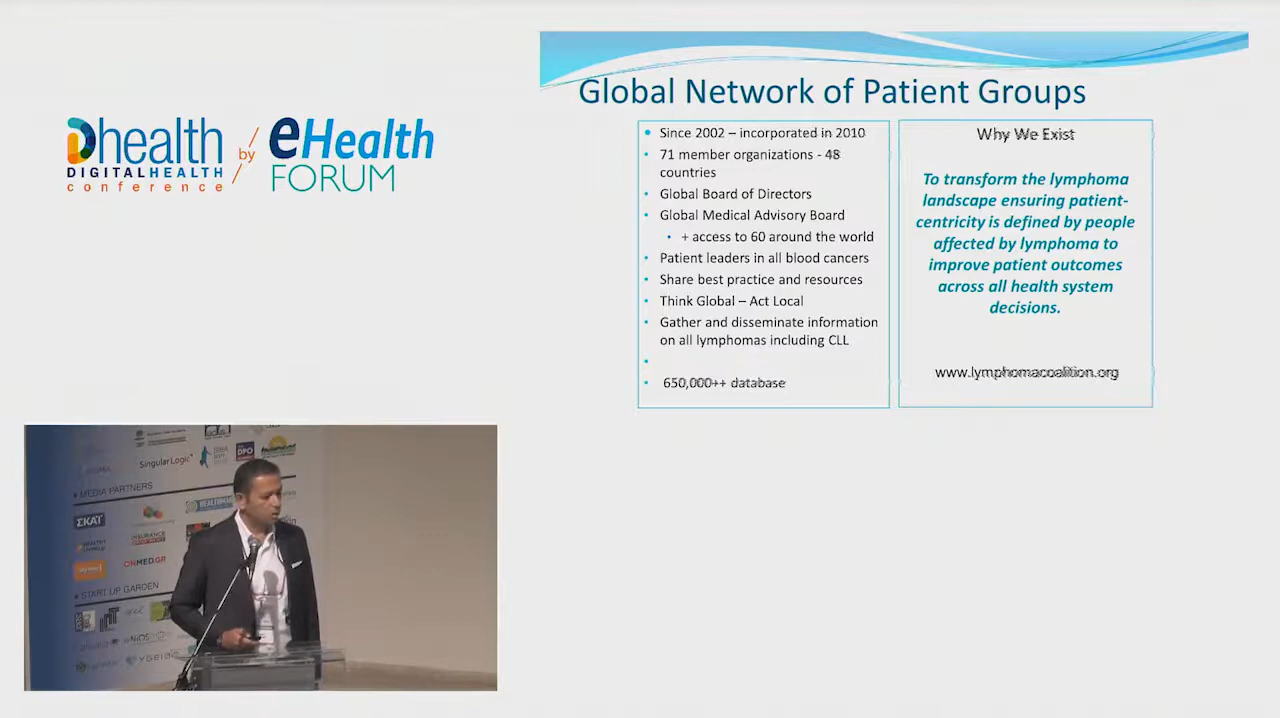 Dhealth
DIGITALHEALTH
conference
by
eHealth
FORUM
Global Network of Patient Groups
• Since 2002 – incorporated in 2010
• 71 member organizations - 48
countries
• Global Board of Directors
• Global Medical Advisory Board
• + access to 60 around the world
• Patient leaders in all blood cancers
• Share best practice and resources
• Think Global – Act Local
• Gather and disseminate information
on all lymphomas including CLL
•
• 650,000++ database
Why We Exist
To transform the lymphoma
landscape ensuring patient-
centricity is defined by people
affected by lymphoma to
improve patient outcomes
across all health system
decisions.
www.lymphomacoalition.org
SingularLogic
DPO
MEDIA PARTNERS
ΣΚΑΪ
INSURANCE
ONMED.GR
START UP GARDEN